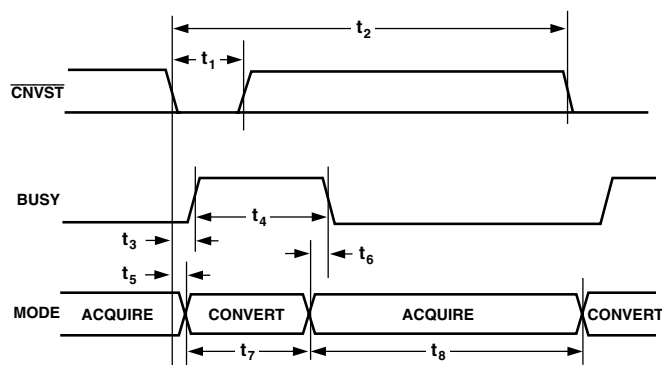 t2
t1
CNVST
BUSY
t4
t3
t6
t5
MODE ACQUIRE CONVERT ACQUIRE CONVERT
t7 t8